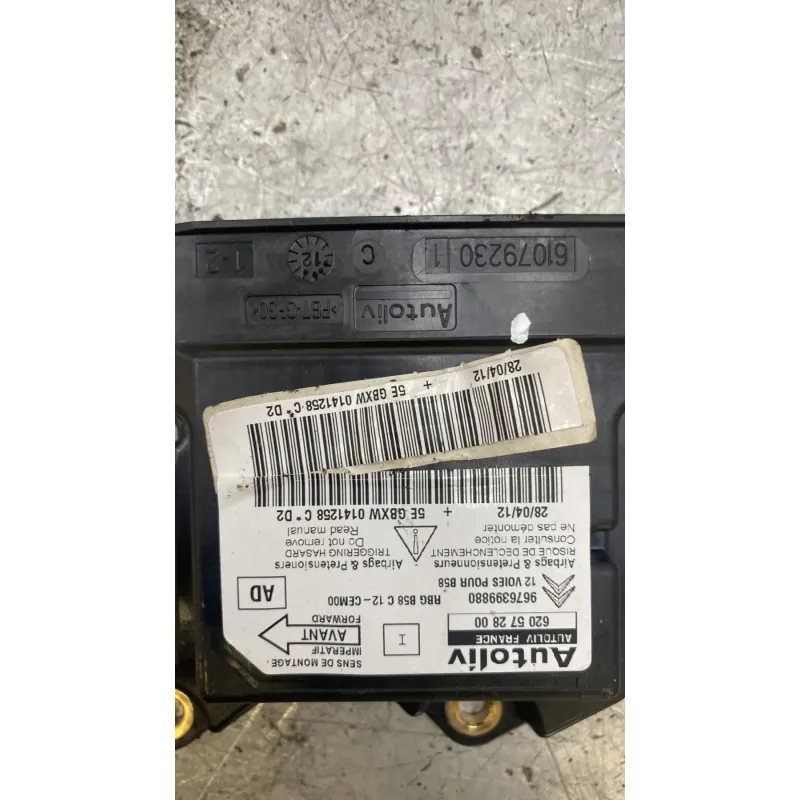 Autoliv
AUTOLIV FRANCE
620 57 28 00
I
SENS DE MONTAGE
IMPERATIF
AVANT
FORWARD
9676399880
RBG B58 C 12-CEM00
AD
12 VOIES POUR B58
Airbags & Pretensionneurs
RISQUE DE DECLENCHEMENT
Consulter la notice
Ne pas démonter
Airbags & Pretensioners
TRIGGERING HASARD
Do not remove
Read manual
28/04/12 + 5E GBXW 0141258 C* D2
28/04/12 + 5E GBXW 0141258 C* D2
Autoliv
>PBT-GF30<
61079230 1
C
12
1-2